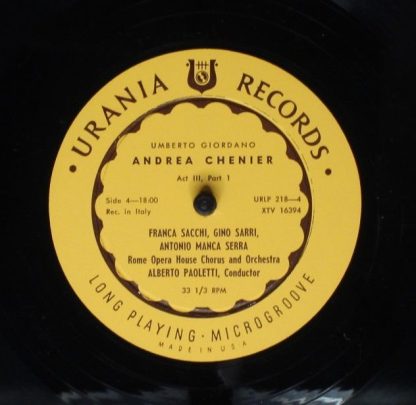 · URANIA RECORDS ·
UMBERTO GIORDANO
ANDREA CHENIER
Act III, Part 1
Side 4—18:00 URLP 218—4
Rec. in Italy XTV 16394
FRANCA SACCHI, GINO SARRI,
ANTONIO MANCA SERRA
Rome Opera House Chorus and Orchestra
ALBERTO PAOLETTI, Conductor
33 1/3 RPM
LONG PLAYING · MICROGROOVE
MADE IN U.S.A